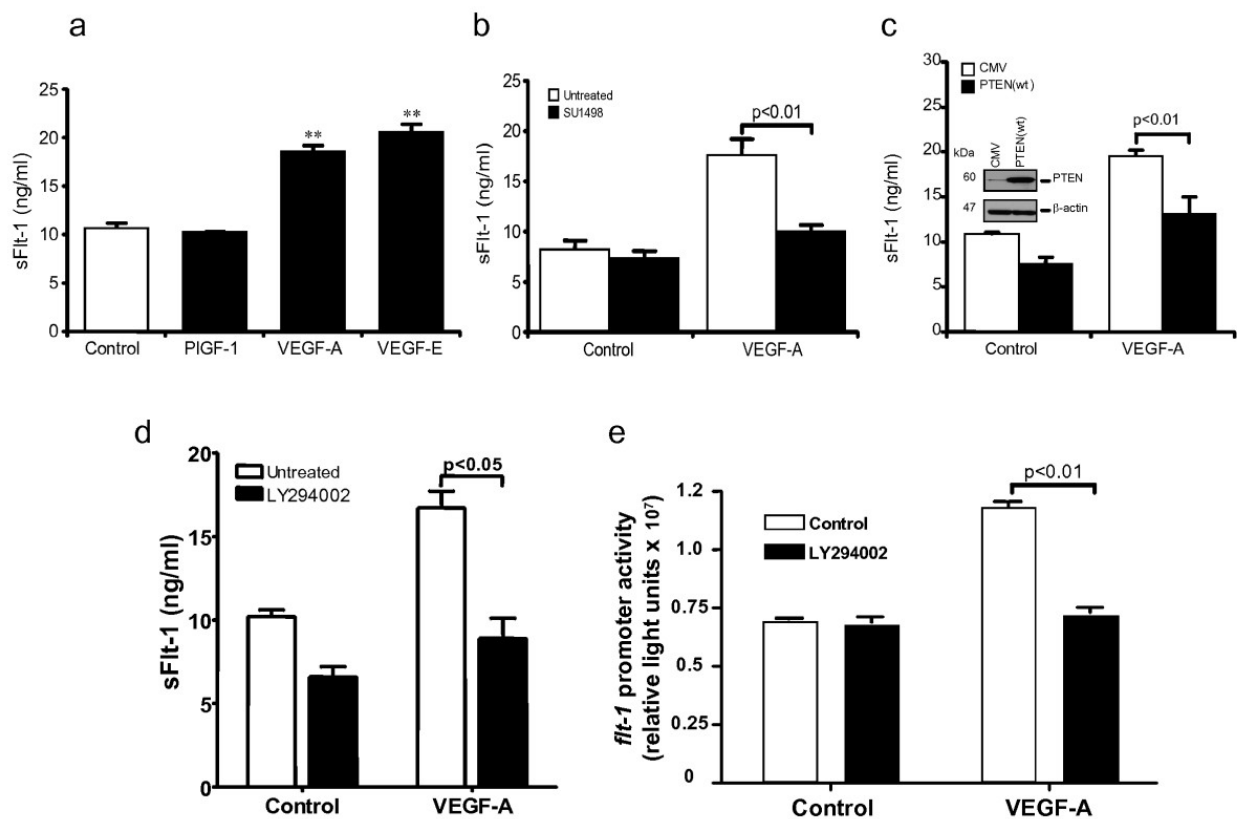 a
25
20
15
10
5
0
sFlt-1 (ng/ml)
**
**
Control
PlGF-1
VEGF-A
VEGF-E
b
25
20
15
10
5
0
sFlt-1 (ng/ml)
Untreated
SU1498
p<0.01
Control
VEGF-A
c
30
25
20
15
10
5
0
sFlt-1 (ng/ml)
CMV
PTEN(wt)
p<0.01
kDa
CMV
PTEN(wt)
60
PTEN
47
β-actin
Control
VEGF-A
d
20
15
10
5
0
sFlt-1 (ng/ml)
Untreated
LY294002
p<0.05
Control
VEGF-A
e
1.2
1.2
0.75
0.6
0.25
0
flt-1 promoter activity
(relative light units x 10⁷)
Control
LY294002
p<0.01
Control
VEGF-A